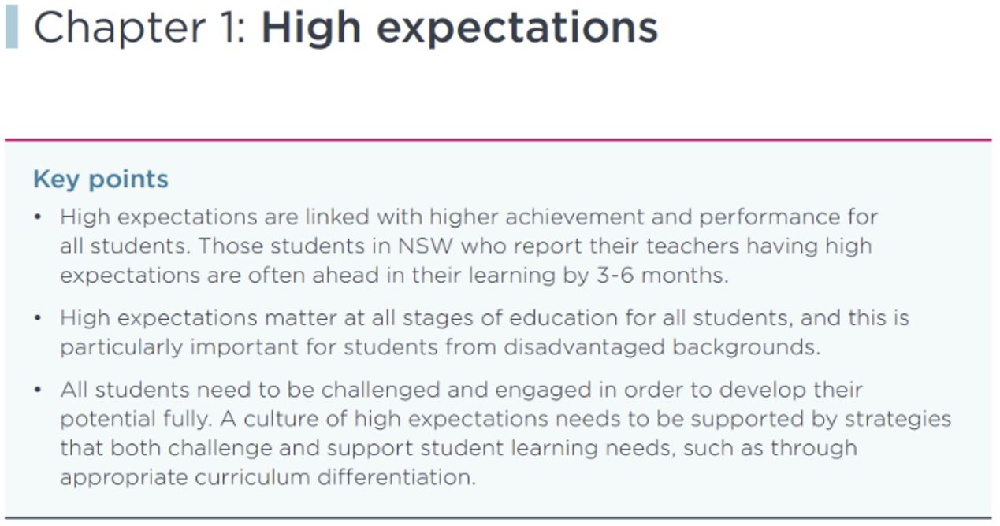 Chapter 1: High expectations
Key points
• High expectations are linked with higher achievement and performance for
all students. Those students in NSW who report their teachers having high
expectations are often ahead in their learning by 3-6 months.
• High expectations matter at all stages of education for all students, and this is
particularly important for students from disadvantaged backgrounds.
• All students need to be challenged and engaged in order to develop their
potential fully. A culture of high expectations needs to be supported by strategies
that both challenge and support student learning needs, such as through
appropriate curriculum differentiation.